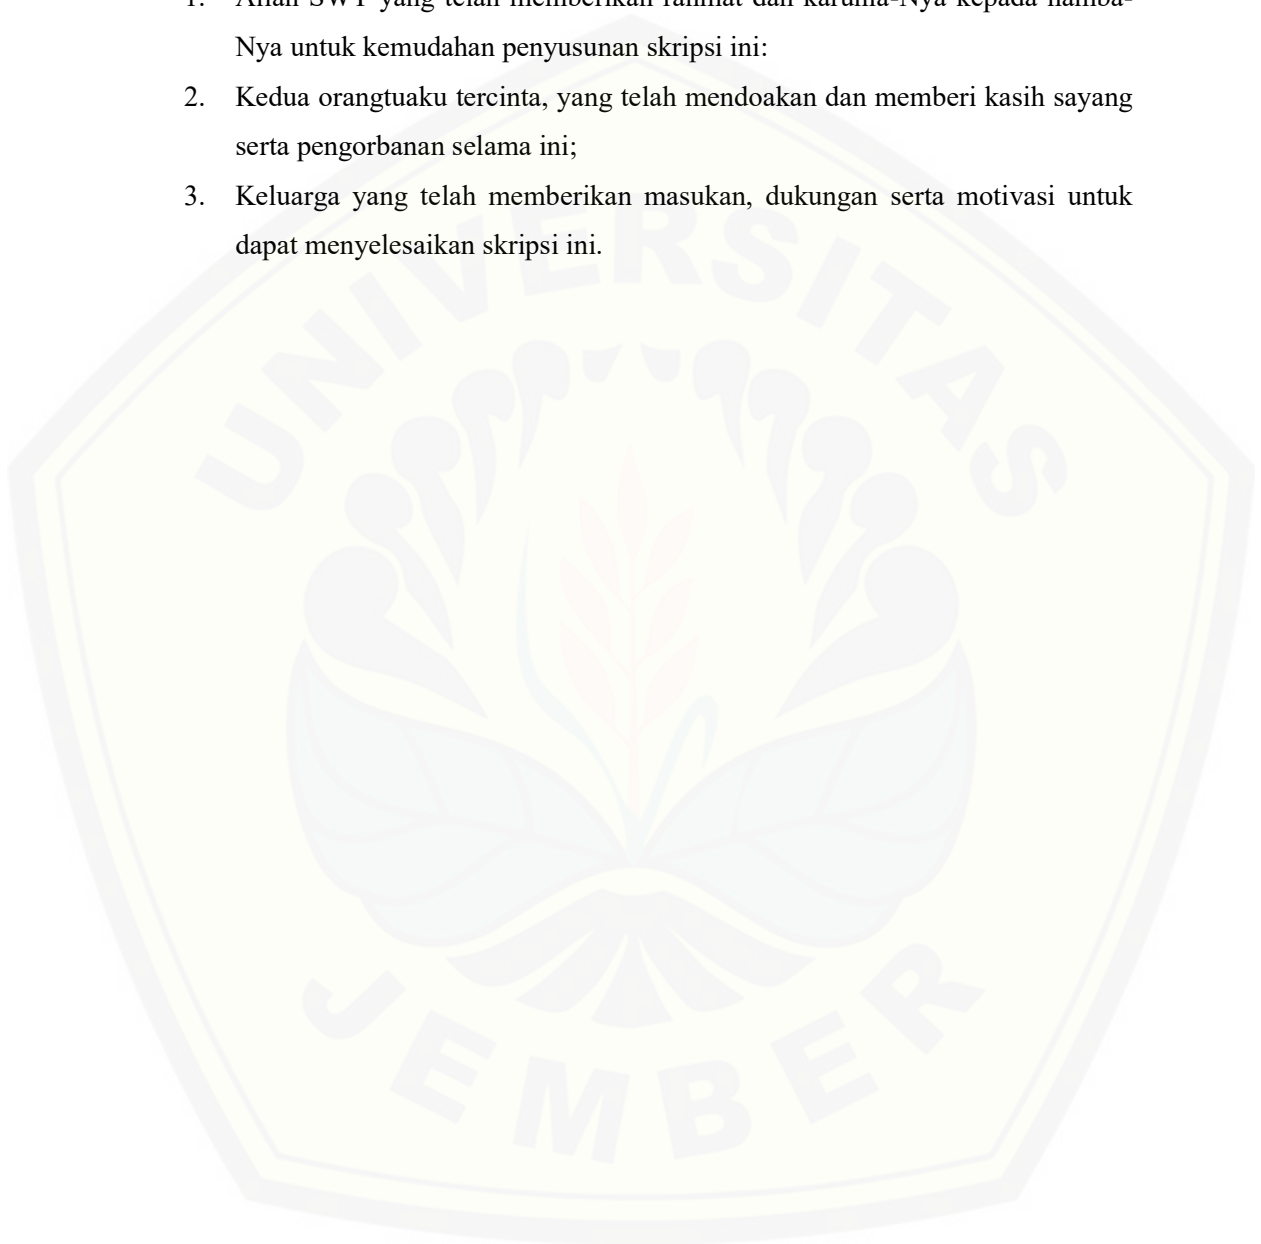 1. Allah SWT yang telah memberikan rahmat dan karunia-Nya kepada hamba-
Nya untuk kemudahan penyusunan skripsi ini:
2. Kedua orangtuaku tercinta, yang telah mendoakan dan memberi kasih sayang
serta pengorbanan selama ini;
3. Keluarga yang telah memberikan masukan, dukungan serta motivasi untuk
dapat menyelesaikan skripsi ini.
UNIVERSITAS
JEMBER